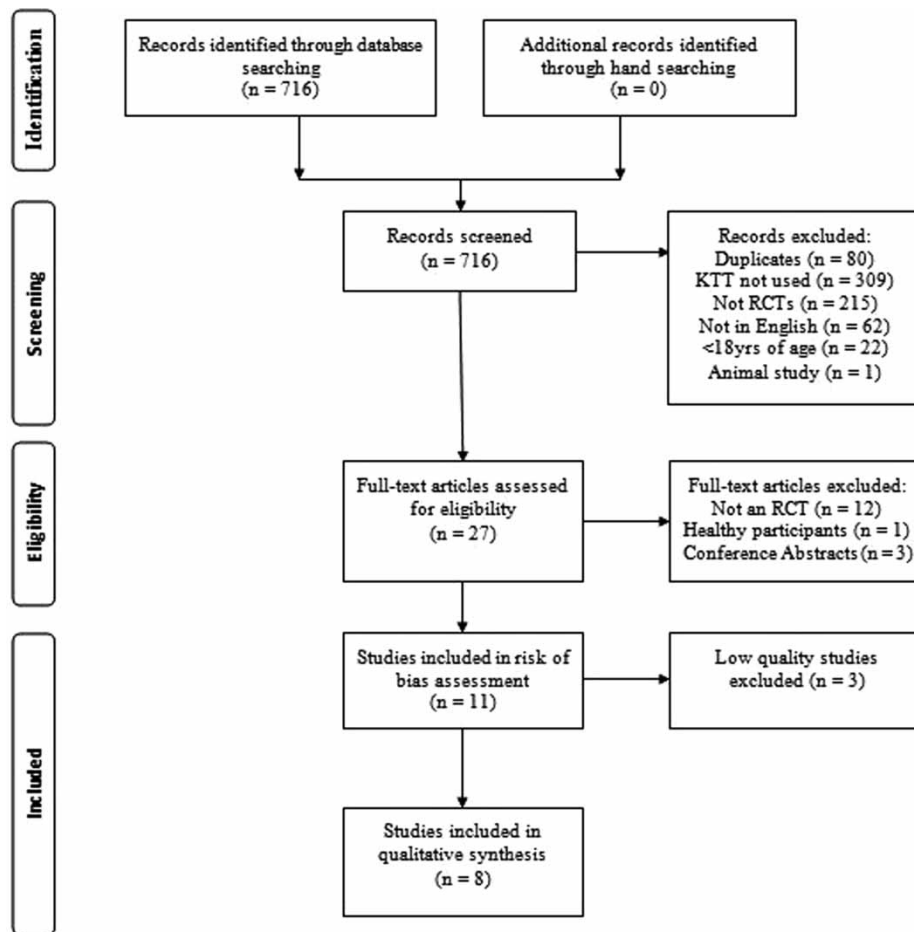 Identification
Records identified through database
searching
(n = 716)
Additional records identified
through hand searching
(n = 0)
Screening
Records screened
(n = 716)
Records excluded:
Duplicates (n = 80)
KTT not used (n = 309)
Not RCTs (n = 215)
Not in English (n = 62)
<18yrs of age (n = 22)
Animal study (n = 1)
Eligibility
Full-text articles assessed
for eligibility
(n = 27)
Full-text articles excluded:
Not an RCT (n = 12)
Healthy participants (n = 1)
Conference Abstracts (n = 3)
Included
Studies included in risk of
bias assessment
(n = 11)
Low quality studies
excluded (n = 3)
Studies included in
qualitative synthesis
(n = 8)